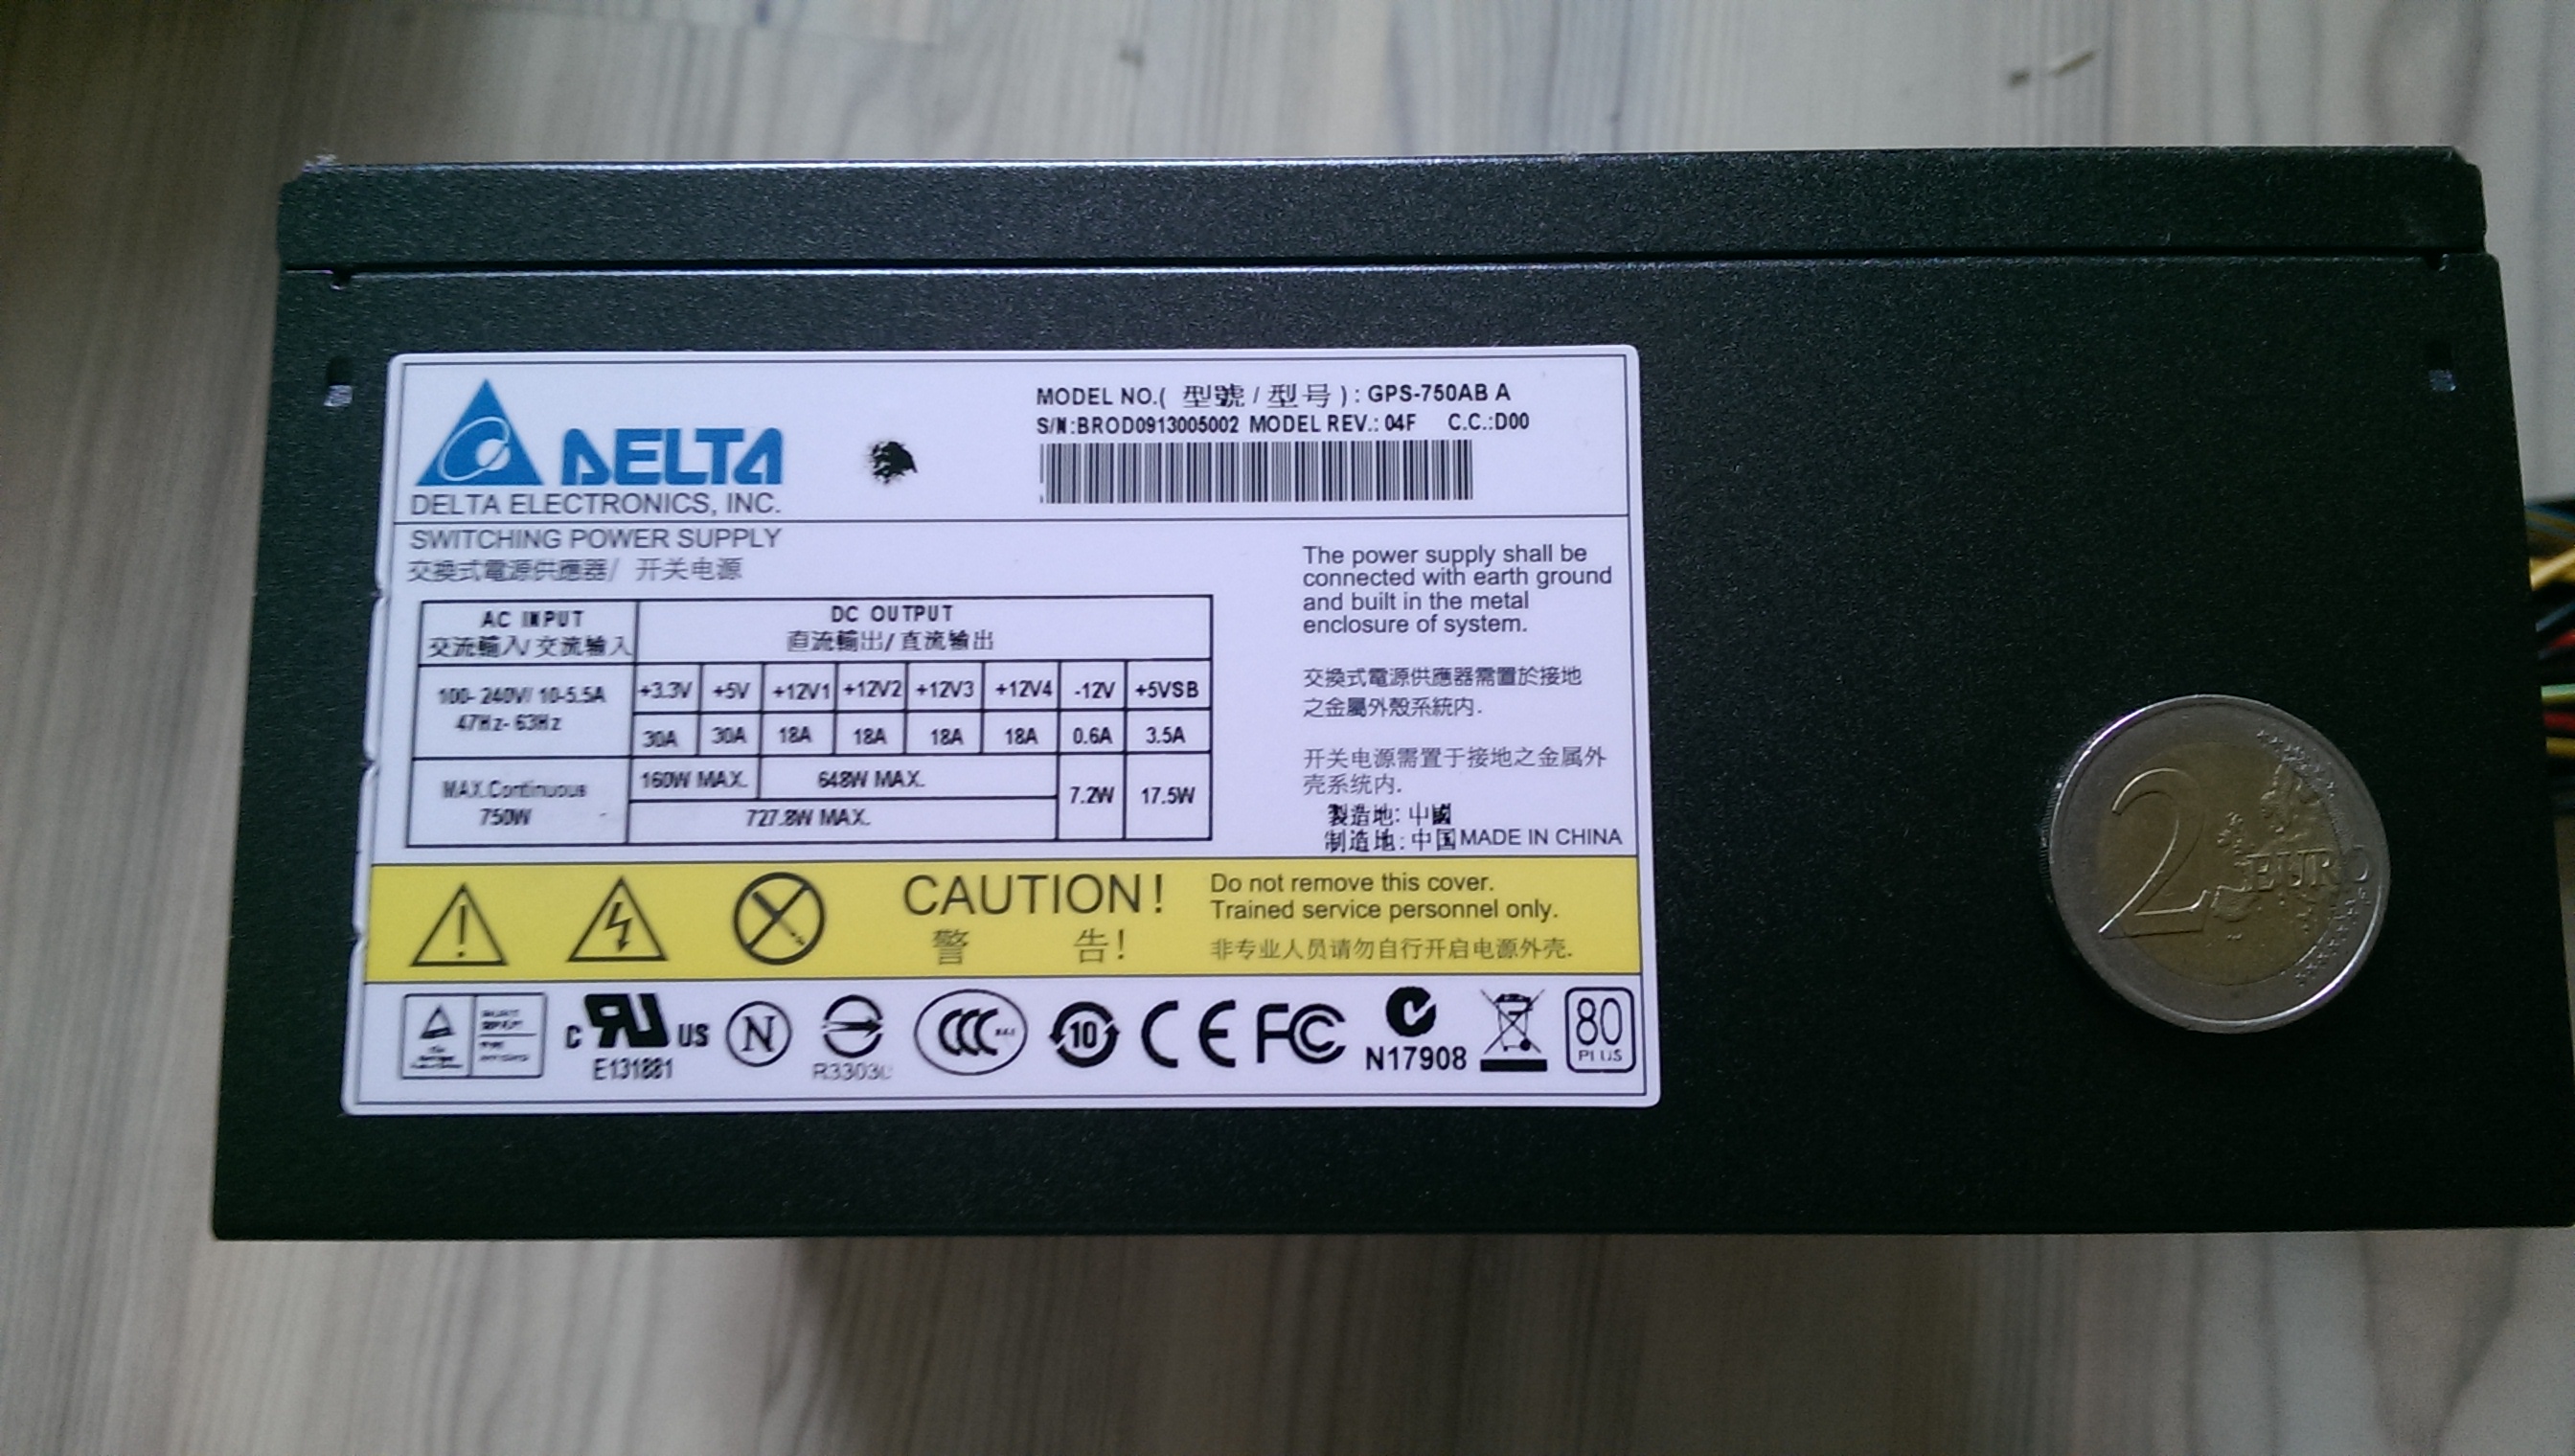 DELTA
DELTA ELECTRONICS, INC.
MODEL NO.( 型號 / 型号 ) : GPS-750AB A
S/N:BROD0913005002 MODEL REV.: 04F C.C.:D00
SWITCHING POWER SUPPLY
交換式電源供應器/ 开关电源
AC INPUT
交流輸入/交流输入
DC OUTPUT
直流輸出/直流输出
100- 240V/ 10-5.5A
47Hz- 63Hz
+3.3V +5V +12V1 +12V2 +12V3 +12V4 -12V +5VSB
30A 30A 18A 18A 18A 18A 0.6A 3.5A
MAX.Continuous
750W
160W MAX. 648W MAX.
727.8W MAX.
7.2W 17.5W
The power supply shall be
connected with earth ground
and built in the metal
enclosure of system.
交換式電源供應器需置於接地
之金屬外殼系統内.
开关电源需置于接地之金属外
壳系统内.
製造地: 中國
制造地: 中国 MADE IN CHINA
CAUTION!
警 告!
Do not remove this cover.
Trained service personnel only.
非专业人员请勿自行开启电源外壳.
C RU US
E131881
N
CCC
10
CE
FC
N17908
80
PLUS
2 EURO